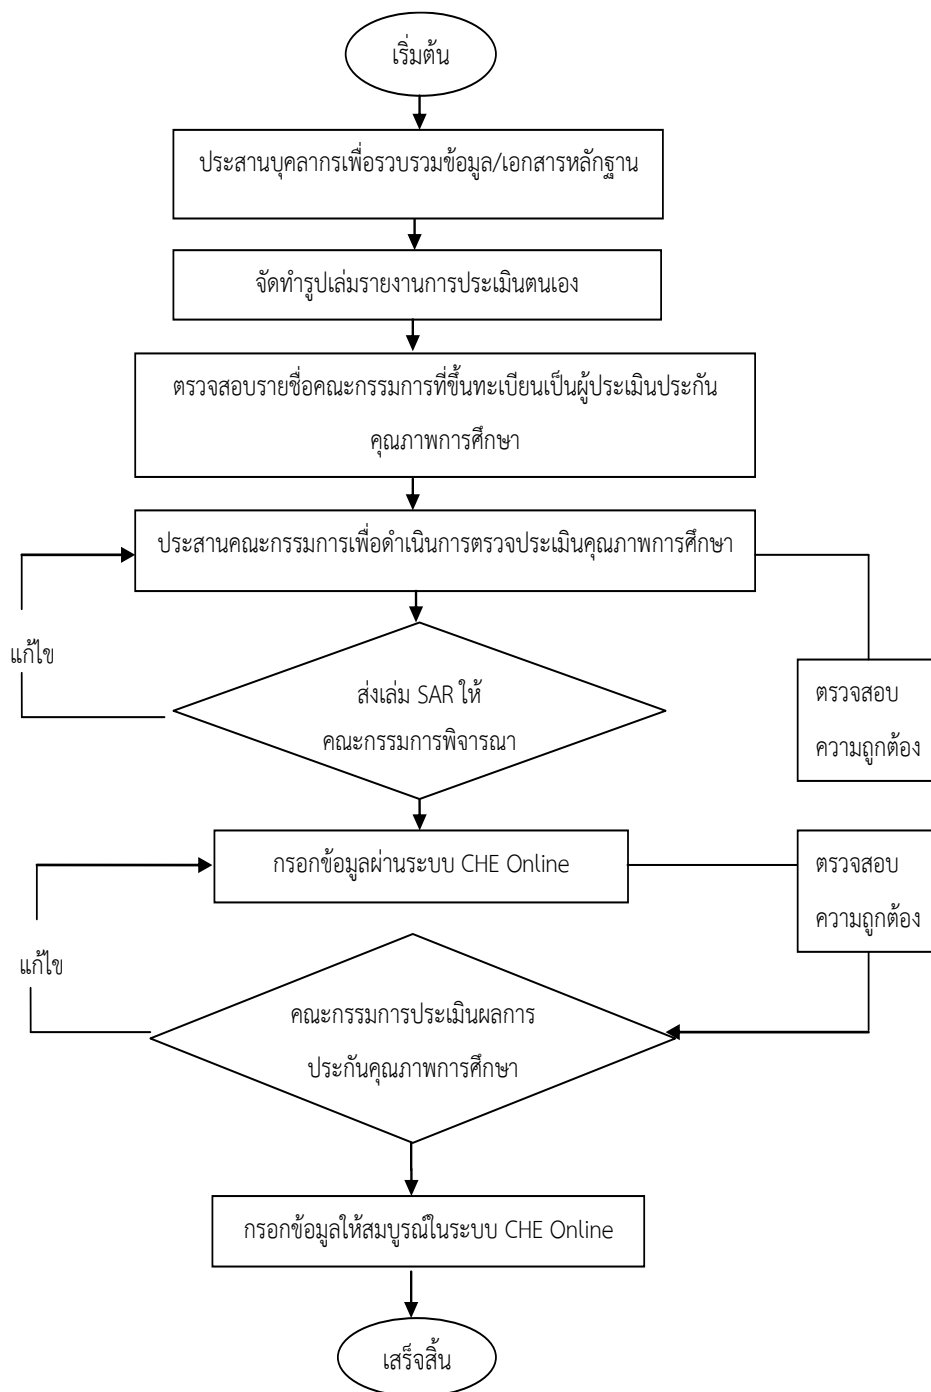 เริ่มต้น
ประสานบุคลากรเพื่อรวบรวมข้อมูล/เอกสารหลักฐาน
จัดทำรูปเล่มรายงานการประเมินตนเอง
ตรวจสอบรายชื่อคณะกรรมการที่ขึ้นทะเบียนเป็นผู้ประเมินประกัน
คุณภาพการศึกษา
ประสานคณะกรรมการเพื่อดำเนินการตรวจประเมินคุณภาพการศึกษา
แก้ไข
ส่งเล่ม SAR ให้
คณะกรรมการพิจารณา
ตรวจสอบ
ความถูกต้อง
กรอกข้อมูลผ่านระบบ CHE Online
ตรวจสอบ
ความถูกต้อง
แก้ไข
คณะกรรมการประเมินผลการ
ประกันคุณภาพการศึกษา
กรอกข้อมูลให้สมบูรณ์ในระบบ CHE Online
เสร็จสิ้น